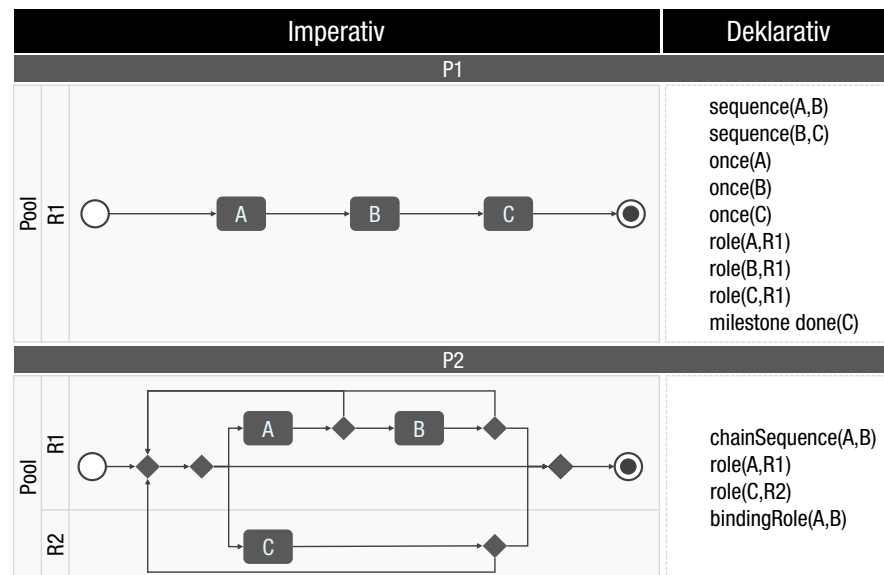 Imperativ
Deklarativ
P1
Pool
R1
A
B
C
sequence(A,B)
sequence(B,C)
once(A)
once(B)
once(C)
role(A,R1)
role(B,R1)
role(C,R1)
milestone done(C)
P2
Pool
R1
A
B
R2
C
chainSequence(A,B)
role(A,R1)
role(C,R2)
bindingRole(A,B)